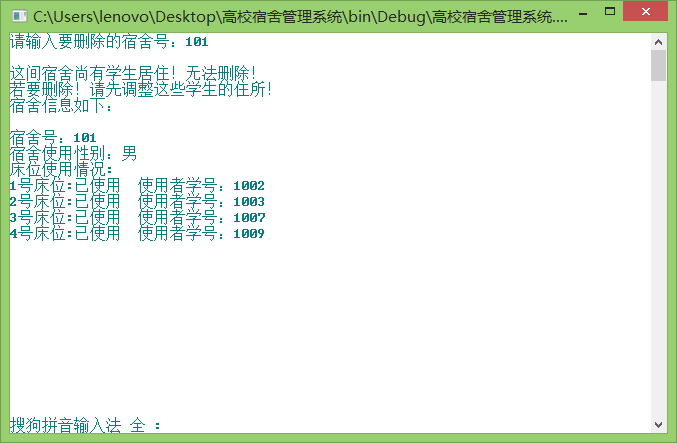 C:\Users\lenovo\Desktop\高校宿舍管理系统\bin\Debug\高校宿舍管理系统....
请输入要删除的宿舍号：101
这间宿舍尚有学生居住！无法删除！
若要删除！请先调整这些学生的住所！
宿舍信息如下：
宿舍号：101
宿舍使用性别：男
床位使用情况：
1号床位:已使用  使用者学号：1002
2号床位:已使用  使用者学号：1003
3号床位:已使用  使用者学号：1007
4号床位:已使用  使用者学号：1009
搜狗拼音输入法 全 ：